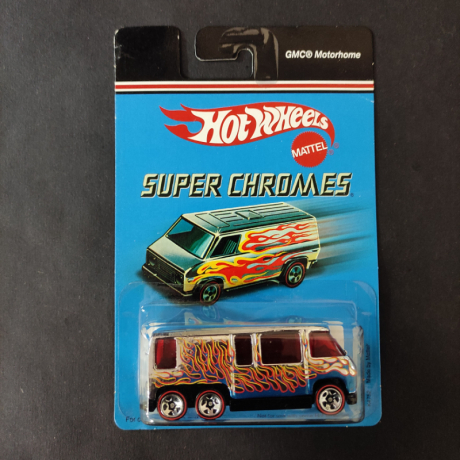 GMC® Motorhome
Hot Wheels
MATTEL
SUPER CHROMES®